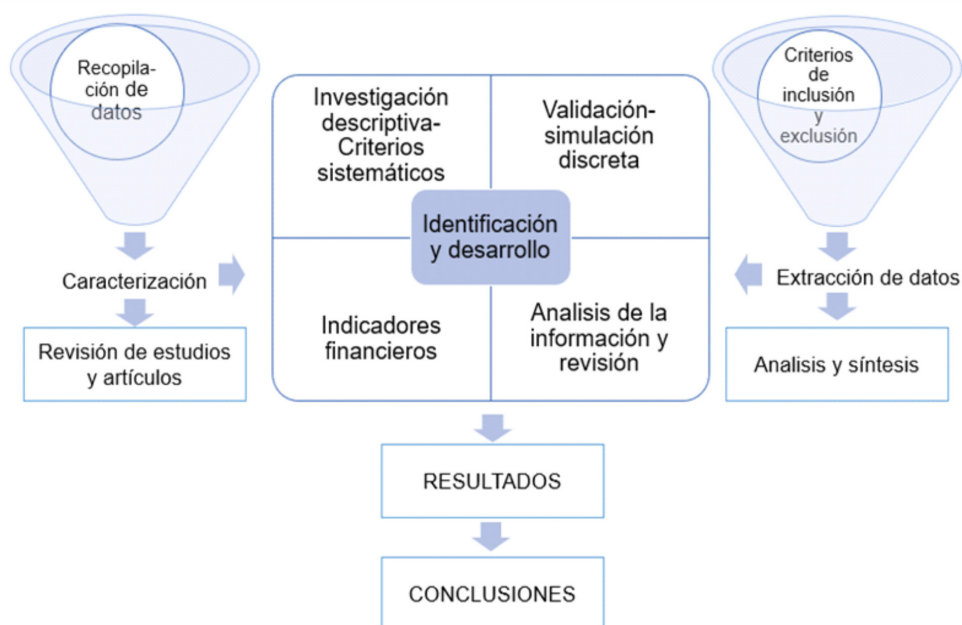 Recopila-
ción de
datos
Caracterización
Revisión de estudios
y artículos
Investigación
descriptiva-
Criterios
sistemáticos
Validación-
simulación
discreta
Identificación
y desarrollo
Indicadores
financieros
Analisis de la
información y
revisión
Criterios
de
inclusión
y
exclusión
Extracción de datos
Analisis y síntesis
RESULTADOS
CONCLUSIONES